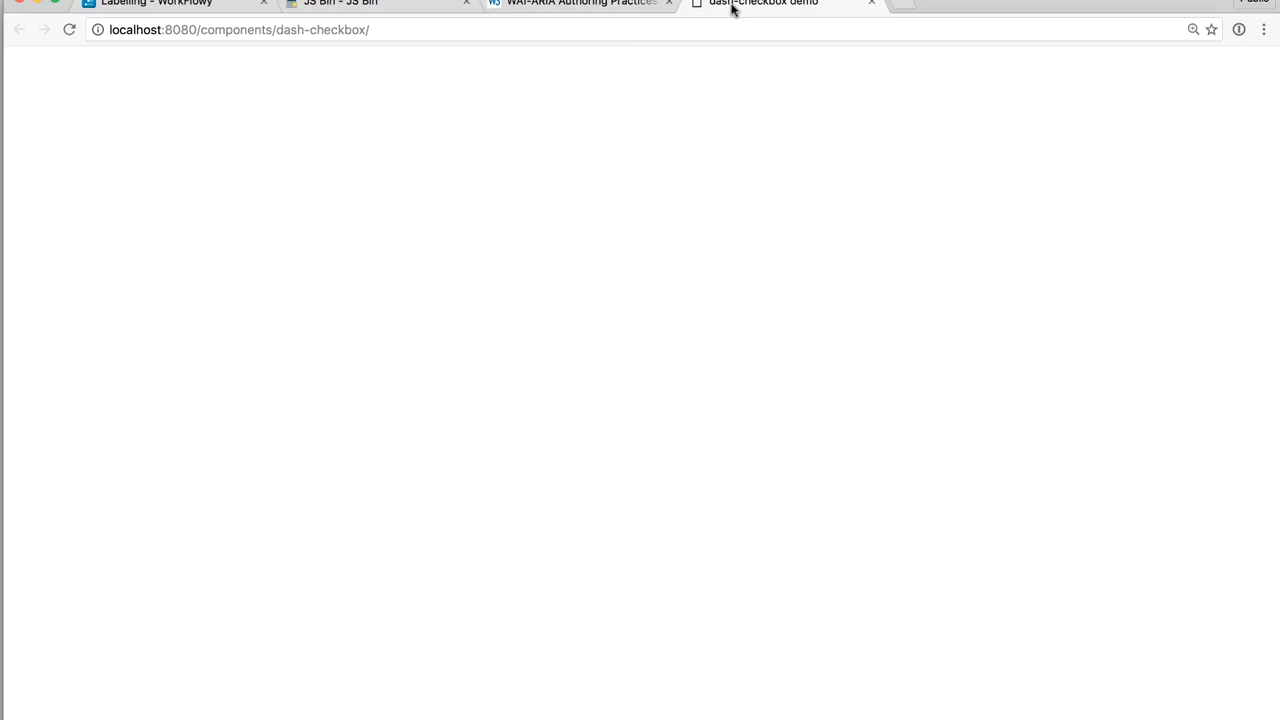 Labelling - WorkFlowy
JS Bin - JS Bin
WAI-ARIA Authoring Practices
dash-checkbox demo
localhost:8080/components/dash-checkbox/